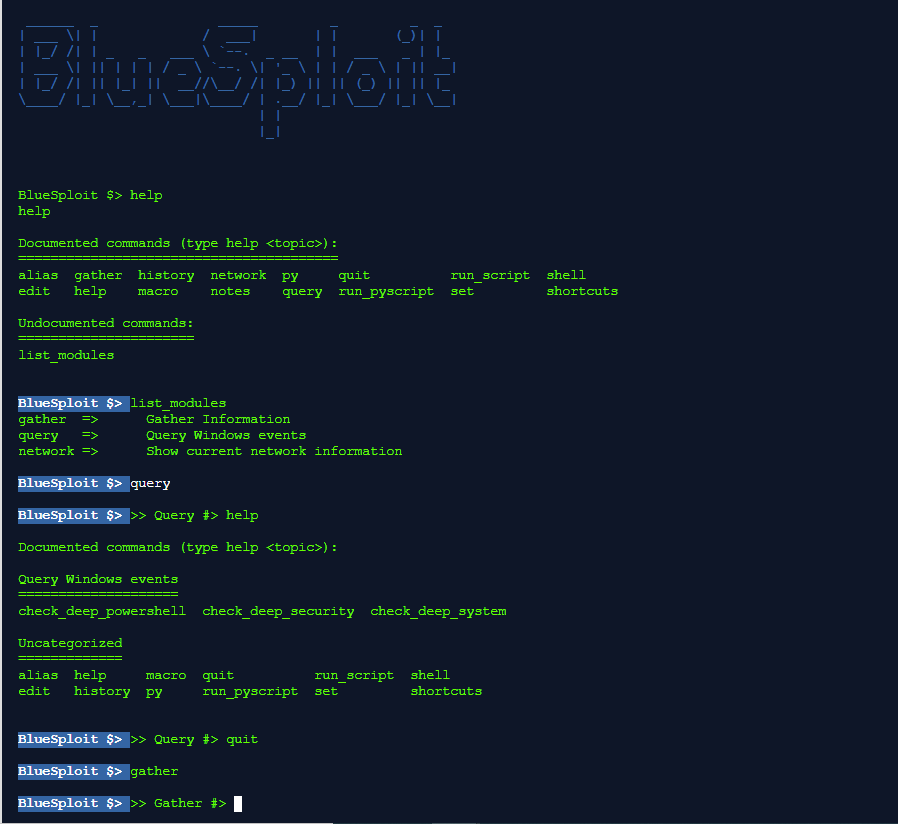 BlueSploit
BlueSploit $> help
help
Documented commands (type help <topic>):
========================================
alias  gather  history  network  py     quit          run_script  shell
edit   help    macro    notes    query  run_pyscript  set         shortcuts
Undocumented commands:
======================
list_modules
BlueSploit $> list_modules
gather  =>      Gather Information
query   =>      Query Windows events
network =>      Show current network information
BlueSploit $> query
BlueSploit $> >> Query #> help
Documented commands (type help <topic>):
Query Windows events
====================
check_deep_powershell  check_deep_security  check_deep_system
Uncategorized
=============
alias  help     macro  quit          run_script  shell
edit   history  py     run_pyscript  set         shortcuts
BlueSploit $> >> Query #> quit
BlueSploit $> gather
BlueSploit $> >> Gather #>